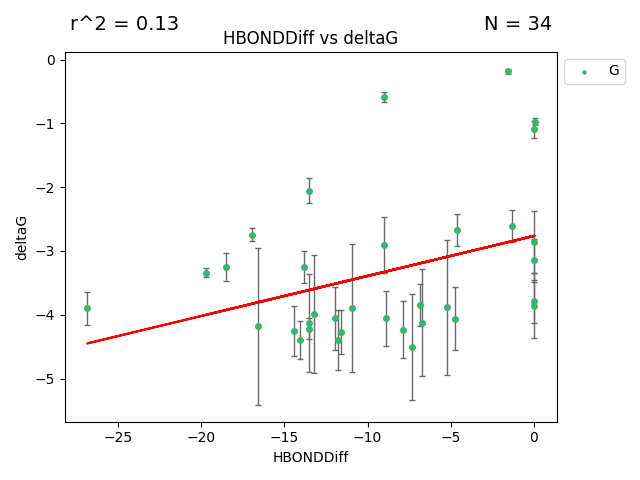 r^2 = 0.13
N = 34
HBONDDiff vs deltaG
G
0
−1
−2
−3
−4
−5
deltaG
−25
−20
−15
−10
−5
0
HBONDDiff